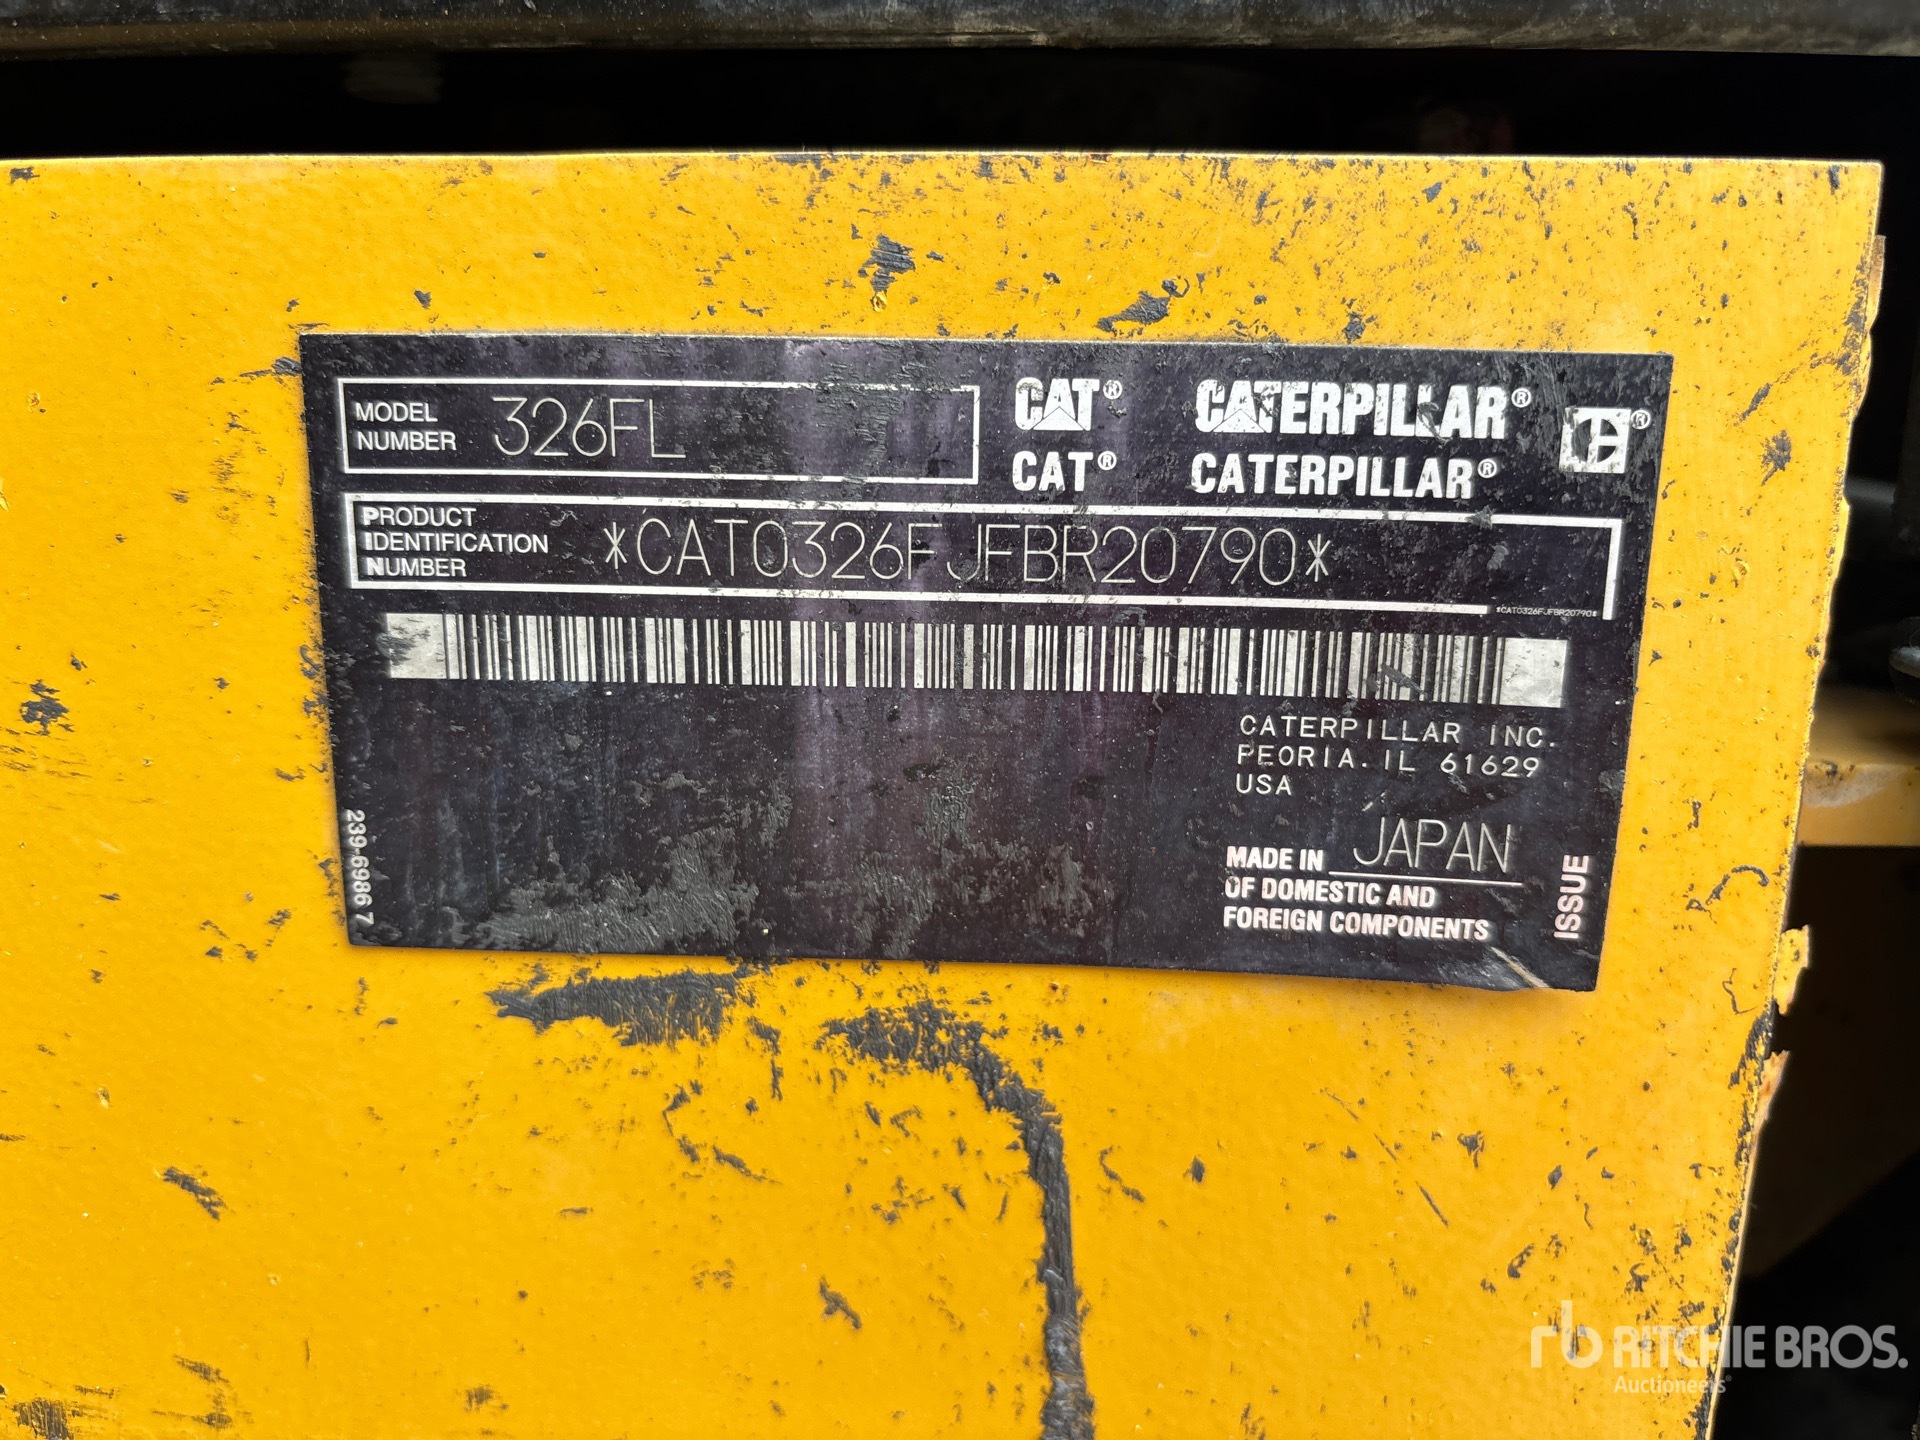 MODEL NUMBER 326FL
CAT® CATERPILLAR®
CAT® CATERPILLAR®
PRODUCT IDENTIFICATION NUMBER *CAT0326FJFBR20790*
*CAT0326FJFBR20790*
CATERPILLAR INC.
PEORIA. IL 61629
USA
MADE IN JAPAN
OF DOMESTIC AND
FOREIGN COMPONENTS
239-6986 7
ISSUE
rb RITCHIE BROS.
Auctioneers®